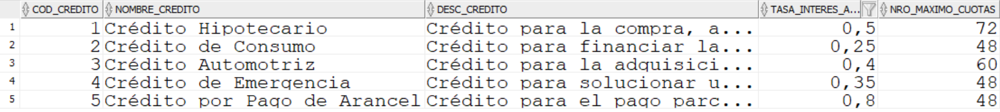 COD_CREDITO NOMBRE_CREDITO DESC_CREDITO TASA_INTERES_A... NRO_MAXIMO_CUOTAS
1 1 Crédito Hipotecario Crédito para la compra, a... 0,5 72
2 2 Crédito de Consumo Crédito para financiar la... 0,25 48
3 3 Crédito Automotriz Crédito para la adquisici... 0,4 60
4 4 Crédito de Emergencia Crédito para solucionar u... 0,35 48
5 5 Crédito por Pago de Arancel Crédito para el pago parc... 0,8 48